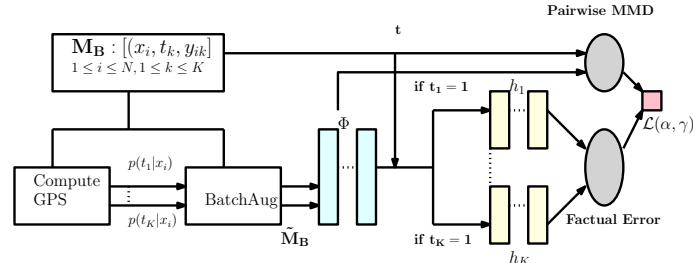 Pairwise MMD
t
M_B : [(x_i, t_k, y_ik]
1 ≤ i ≤ N, 1 ≤ k ≤ K
if t_1 = 1
h_1
L(α, γ)
Φ
Compute
GPS
p(t_1|x_i)
p(t_K|x_i)
BatchAug
M̃_B
if t_K = 1
h_K
Factual Error